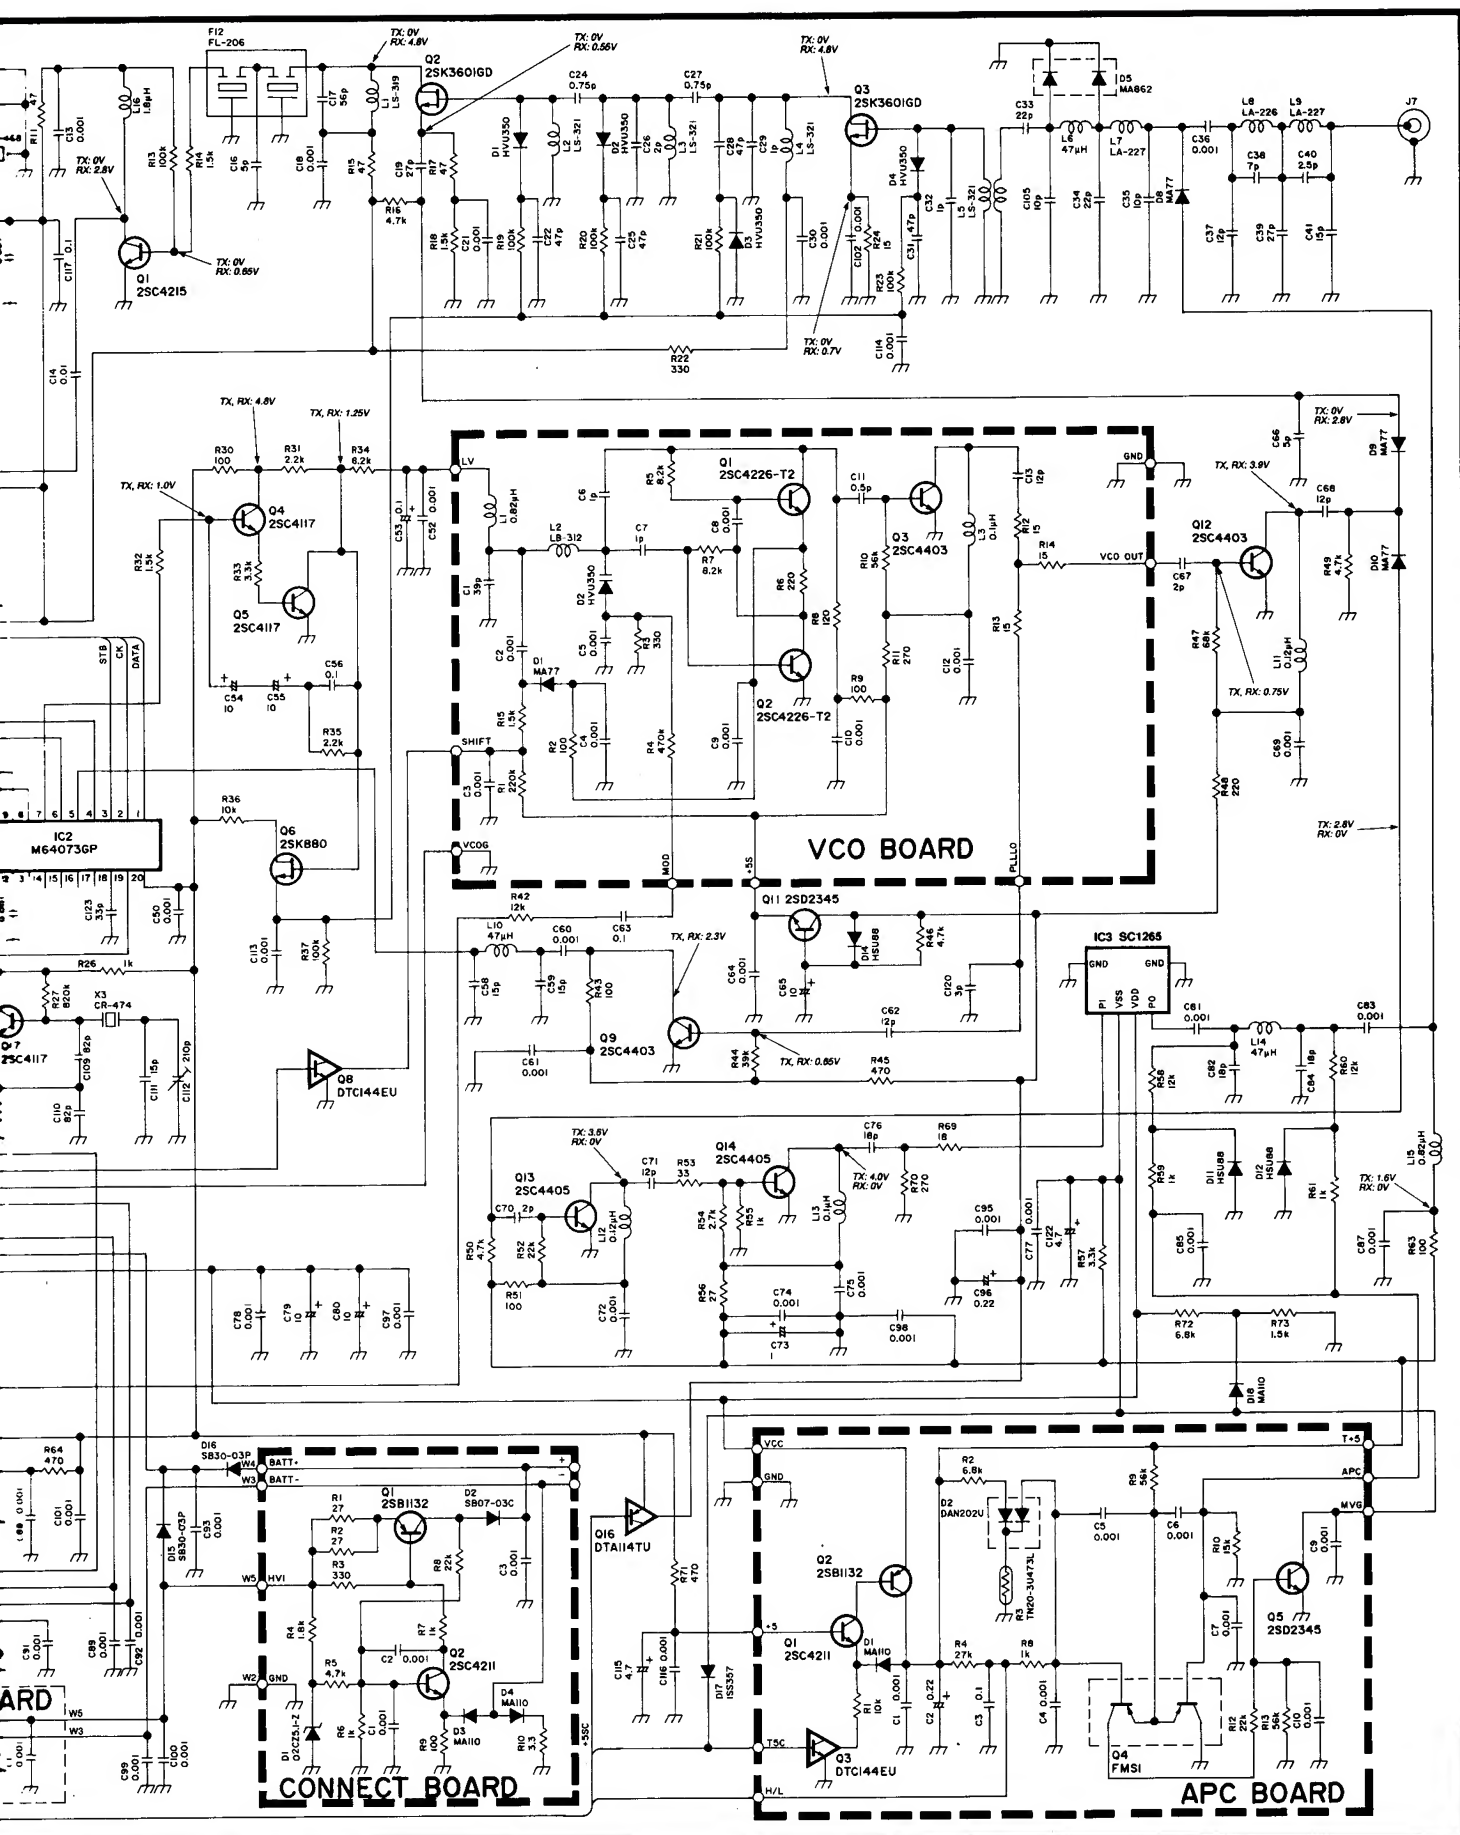 FI2
FL-206
TX: 0V
RX: 4.8V
Q2
2SK3601GD
TX: 0V
RX: 0.55V
C24
0.75p
C27
0.75p
TX: 0V
RX: 4.8V
Q3
2SK3601GD
D5
MA862
C33
22p
L6
47µH
L7
LA-227
L8
LA-226
L9
LA-227
J7
R11
47
C13
0.001
L16
1.8µH
R13
100k
R14
1.5k
C16
5p
C17
56p
C18
0.001
L1
LS-319
R15
47
C19
27p
R17
47
R16
4.7k
R18
1.5k
C21
0.001
D1
HVU350
R19
100k
C22
47p
L2
LS-321
D2
HVU350
R20
100k
C25
47p
C26
2p
L3
LS-321
C28
47p
R21
100k
D3
HVU350
C29
1p
L4
LS-321
C30
0.001
C102
0.001
R24
15
D4
HVU350
C31
47p
R23
100k
C32
1p
L5
LS-321
C105
10p
C34
22p
C35
10p
D8
MA77
C36
0.001
C38
7p
C40
2.5p
C37
12p
C39
27p
C41
15p
TX: 0V
RX: 2.8V
Q1
2SC4215
TX: 0V
RX: 0.65V
C117
0.1
C14
0.01
R22
330
TX: 0V
RX: 0.7V
C114
0.001
TX, RX: 4.8V
TX, RX: 1.25V
R30
100
R31
2.2k
R34
8.2k
TX, RX: 1.0V
Q4
2SC4117
R32
1.5k
R33
3.3k
Q5
2SC4117
C53
0.1
C52
0.001
C54
10
C55
10
C56
0.1
R35
2.2k
STB
CK
DATA
IC2
M64073GP
R36
10k
Q6
2SK880
C123
33p
C50
0.001
C113
0.001
R37
100k
LV
L1
0.82µH
C1
39p
L2
LB-312
C6
1p
C7
1p
R5
8.2k
Q1
2SC4226-T2
C8
0.001
R7
8.2k
R6
220
C11
0.5p
R8
120
R10
56k
Q3
2SC4403
L3
0.1µH
C13
12p
R12
15
R14
15
VCO OUT
GND
D2
HVU350
C2
0.001
C5
0.001
R3
330
D1
MA77
R15
1.5k
R2
100
C4
0.001
R4
470k
C9
0.001
Q2
2SC4226-T2
R9
100
C10
0.001
R11
270
C12
0.001
R13
15
SHIFT
C3
0.001
R1
220k
VCOG
MOD
+5S
PLLLO
VCO BOARD
C66
5p
TX: 0V
RX: 2.8V
D9
MA77
TX, RX: 3.9V
C68
12p
Q12
2SC4403
C67
2p
R49
4.7k
D10
MA77
R47
68k
L11
0.12µH
TX, RX: 0.75V
C69
0.001
R48
220
TX: 2.8V
RX: 0V
R42
12k
C63
0.1
L10
47µH
C60
0.001
C58
15p
C59
15p
R43
100
TX, RX: 2.3V
Q11 2SD2345
D14
HSU88
R46
4.7k
C64
0.001
C65
10
C120
3p
C62
12p
Q9
2SC4403
C61
0.001
R44
39k
TX, RX: 0.65V
R45
470
IC3 SC1265
GND
GND
PI
VSS
VDD
PO
R26
1k
R27
820k
X3
CR-474
Q17
2SC4117
C109
82p
C110
82p
C111
15p
C112
210p
Q8
DTC144EU
C81
0.001
L14
47µH
C83
0.001
R58
12k
C82
18p
C84
18p
R60
12k
R59
1k
D11
HSU88
D12
HSU88
R61
1k
C85
0.001
L15
0.82µH
TX: 1.6V
RX: 0V
C87
0.001
R63
100
TX: 3.6V
RX: 0V
Q13
2SC4405
C71
12p
R53
33
Q14
2SC4405
C76
18p
R69
18
TX: 4.0V
RX: 0V
R70
270
C70
2p
R50
4.7k
R52
22k
L12
0.12µH
R54
2.7k
R55
1k
L13
0.1µH
R51
100
C72
0.001
R56
27
C74
0.001
C75
0.001
C73
1
C98
0.001
C95
0.001
C96
0.22
C77
0.001
C122
4.7
R57
3.3k
R72
6.8k
R73
1.5k
D18
MA110
C78
0.001
C79
10
C80
10
C97
0.001
R64
470
C101
0.001
D16
SB30-03P
D15
SB30-03P
C93
0.001
W4
BATT+
W3
BATT-
W5
HVI
W2
GND
R1
27
R2
27
R3
330
Q1
2SB1132
D2
SB07-03C
R8
22k
C3
0.001
R4
1.8k
R5
4.7k
C2
0.001
R7
1k
Q2
2SC4211
D1
02CZ5.1-Z
R6
1k
C1
0.001
R9
100
D3
MA110
D4
MA110
R10
3.3
CONNECT BOARD
+5SC
Q16
DTA114TU
R71
470
C115
4.7
C116
0.001
D17
1SS357
C91
0.001
C89
0.001
C92
0.001
ARD
W5
W3
C99
0.001
C100
0.001
VCC
GND
+5
T5C
H/L
Q1
2SC4211
Q2
2SB1132
D1
MA110
R1
10k
Q3
DTC144EU
C1
0.001
C2
0.22
R4
27k
C3
0.1
R8
1k
C4
0.001
R2
6.8k
D2
DAN202U
R3
TN20-3U473L
R9
56k
C5
0.001
C6
0.001
R10
15k
C7
0.001
Q4
FMS1
R12
22k
R13
56k
C10
0.001
Q5
2SD2345
C9
0.001
T+5
APC
MVG
APC BOARD